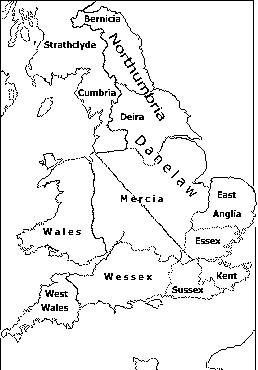 Bernicia
Strathclyde
Northumbria
Cumbria
Deira
Danelaw
Mercia
East
Anglia
Wales
Essex
Wessex
Kent
Sussex
West
Wales